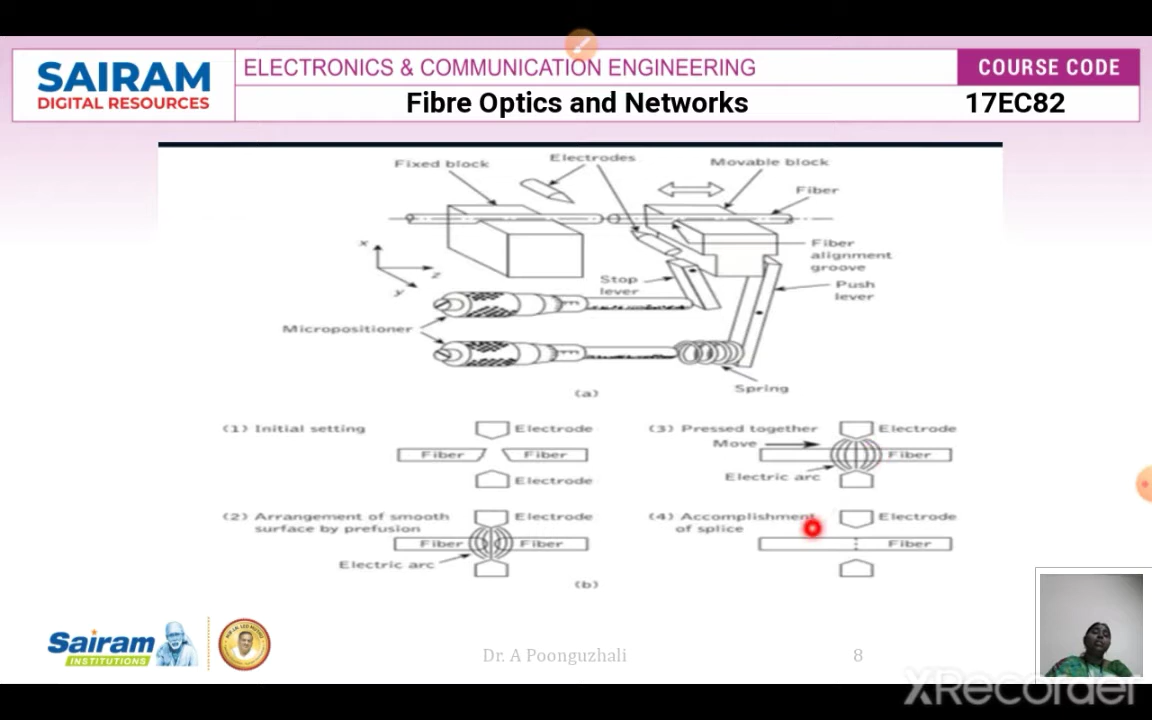 SAIRAM
DIGITAL RESOURCES
ELECTRONICS & COMMUNICATION ENGINEERING
COURSE CODE
Fibre Optics and Networks
17EC82
Fixed block
Electrodes
Movable block
Fiber
x
z
y
Fiber
alignment
groove
Stop
lever
Push
lever
Micropositioner
Spring
(a)
(1) Initial setting
Electrode
Fiber
Fiber
Electrode
(3) Pressed together
Electrode
Move
Fiber
Electric arc
(2) Arrangement of smooth
surface by prefusion
Electrode
Fiber
Fiber
Electric arc
(4) Accomplishment
of splice
Electrode
Fiber
(b)
Sairam
INSTITUTIONS
Dr. A Poonguzhali
8
XRecorder